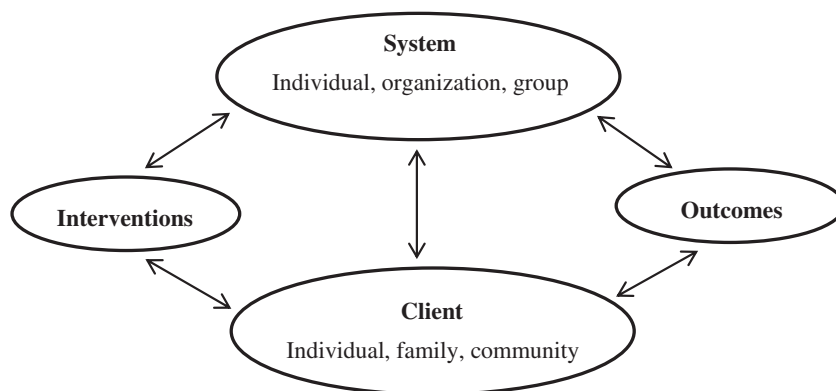 System
Individual, organization, group
Interventions
Outcomes
Client
Individual, family, community